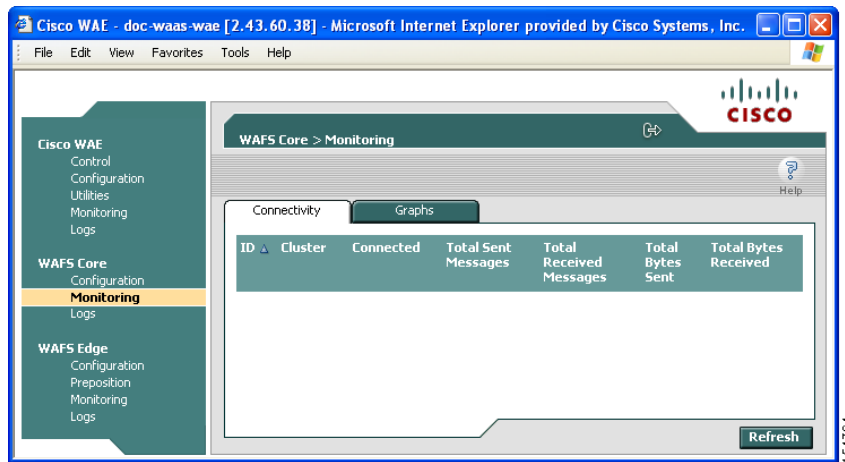 Cisco WAE - doc-waas-wae [2.43.60.38] - Microsoft Internet Explorer provided by Cisco Systems, Inc.
File Edit View Favorites Tools Help
CISCO
WAFS Core > Monitoring
Help
Cisco WAE
Control
Configuration
Utilities
Monitoring
Logs
WAFS Core
Configuration
Monitoring
Logs
WAFS Edge
Configuration
Preposition
Monitoring
Logs
Connectivity Graphs
ID Cluster Connected Total Sent Messages Total Received Messages Total Bytes Sent Total Bytes Received
Refresh